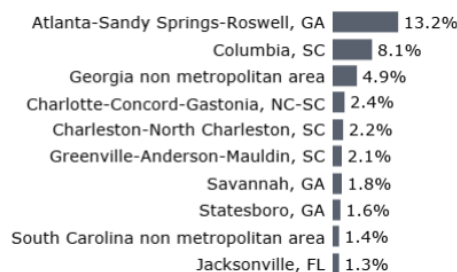 Atlanta-Sandy Springs-Roswell, GA 13.2%
Columbia, SC 8.1%
Georgia non metropolitan area 4.9%
Charlotte-Concord-Gastonia, NC-SC 2.4%
Charleston-North Charleston, SC 2.2%
Greenville-Anderson-Mauldin, SC 2.1%
Savannah, GA 1.8%
Statesboro, GA 1.6%
South Carolina non metropolitan area 1.4%
Jacksonville, FL 1.3%